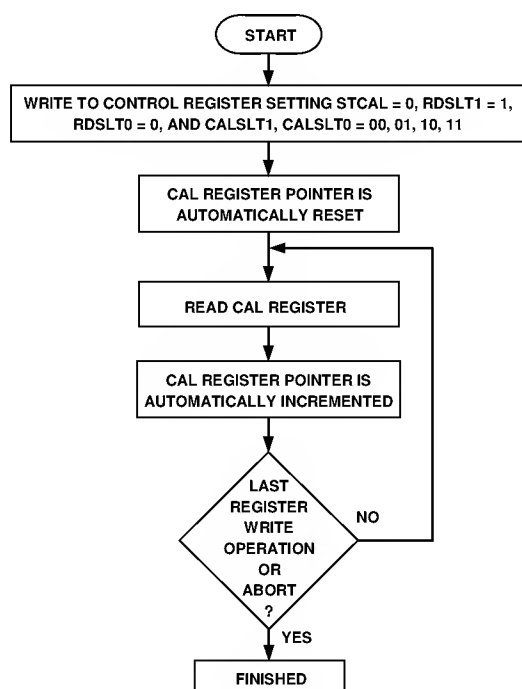 START
WRITE TO CONTROL REGISTER SETTING STCAL = 0, RDSLT1 = 1,
RDSLT0 = 0, AND CALSLT1, CALSLT0 = 00, 01, 10, 11
CAL REGISTER POINTER IS
AUTOMATICALLY RESET
READ CAL REGISTER
CAL REGISTER POINTER IS
AUTOMATICALLY INCREMENTED
LAST
REGISTER
WRITE
OPERATION
OR
ABORT
?
NO
YES
FINISHED